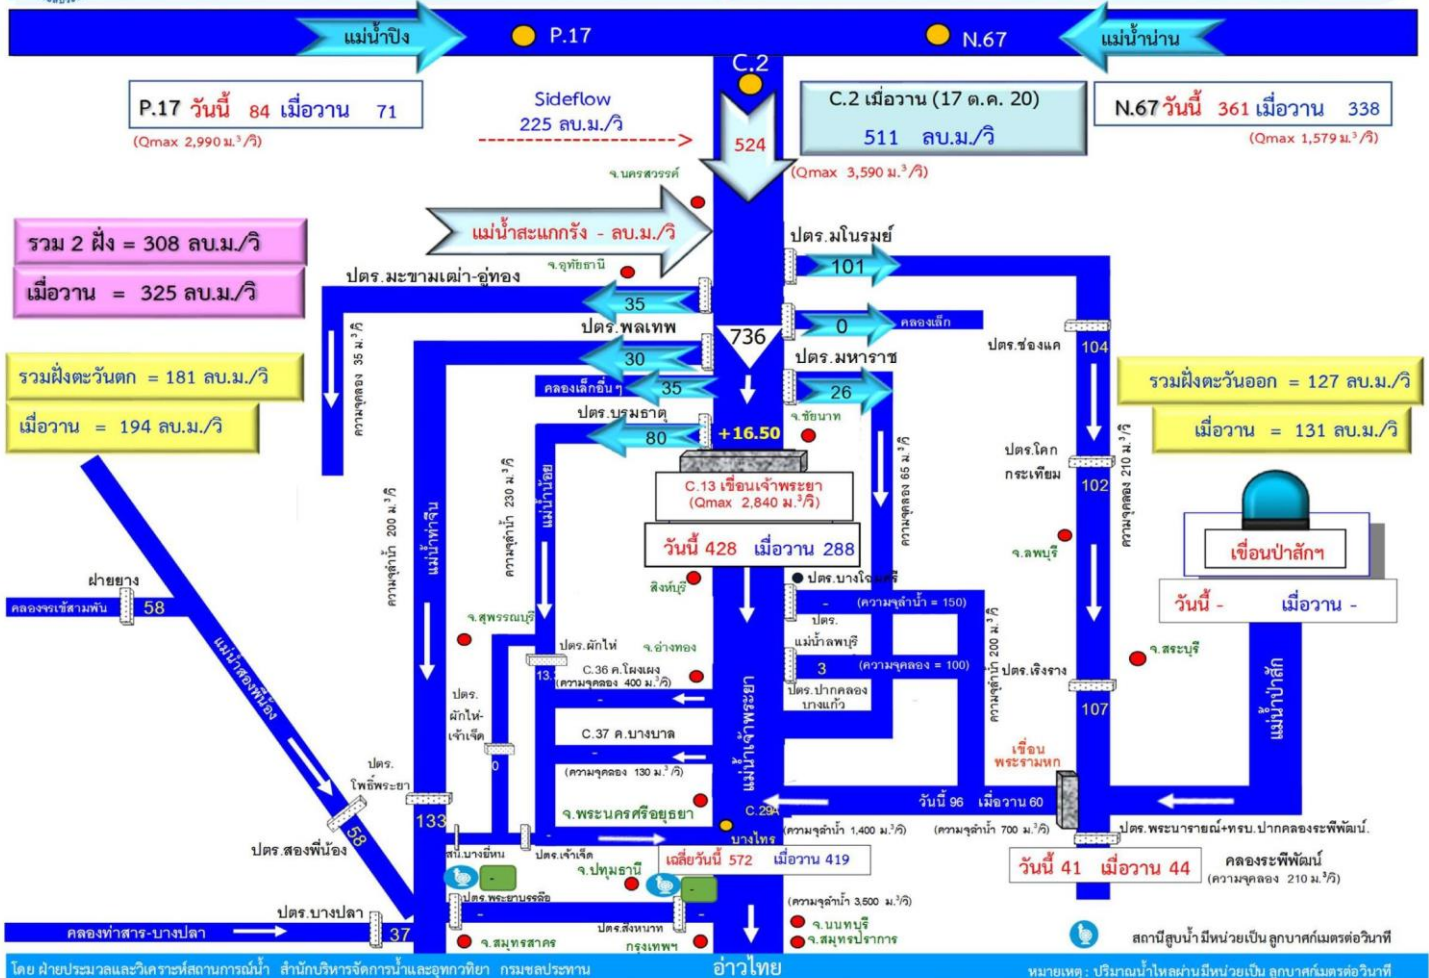 แม่น้ำปิง
P.17
N.67
แม่น้ำน่าน
C.2
P.17 วันนี้ 84 เมื่อวาน 71
(Qmax 2,990 ม.³/วิ)
Sideflow
225 ลบ.ม./วิ
524
C.2 เมื่อวาน (17 ต.ค. 20)
511 ลบ.ม./วิ
(Qmax 3,590 ม.³/วิ)
N.67 วันนี้ 361 เมื่อวาน 338
(Qmax 1,579 ม.³/วิ)
จ.นครสวรรค์
แม่น้ำสะแกกรัง - ลบ.ม./วิ
รวม 2 ฝั่ง = 308 ลบ.ม./วิ
เมื่อวาน = 325 ลบ.ม./วิ
จ.อุทัยธานี
ปตร.มะขามเฒ่า-อู่ทอง
35
ความจุคลอง 35 ม.³/วิ
ปตร.มโนรมย์
101
0
คลองเล็ก
736
ปตร.พลเทพ
30
คลองเล็กอื่นๆ
35
ปตร.มหาราช
26
จ.ชัยนาท
ปตร.บรมธาตุ
80
+16.50
ปตร.ช่องแค
104
รวมฝั่งตะวันตก = 181 ลบ.ม./วิ
เมื่อวาน = 194 ลบ.ม./วิ
รวมฝั่งตะวันออก = 127 ลบ.ม./วิ
เมื่อวาน = 131 ลบ.ม./วิ
C.13 เขื่อนเจ้าพระยา
(Qmax 2,840 ม.³/วิ)
วันนี้ 428 เมื่อวาน 288
ความจุลำน้ำ 200 ม.³/วิ
แม่น้ำท่าจีน
ความจุลำน้ำ 230 ม.³/วิ
แม่น้ำน้อย
ความจุคลอง 65 ม.³/วิ
ปตร.โคก
กระเทียม
102
ความจุคลอง 210 ม.³/วิ
จ.ลพบุรี
เขื่อนป่าสักฯ
วันนี้ - เมื่อวาน -
ฝายยาง
คลองจรเข้สามพัน
58
แม่น้ำสองพี่น้อง
จ.สุพรรณบุรี
สิงห์บุรี
ปตร.บางโฉมศรี
- (ความจุลำน้ำ = 150)
ปตร.
แม่น้ำลพบุรี
3 (ความจุคลอง = 100)
ปตร.ปากคลอง
บางแก้ว
ความจุลำน้ำ 200 ม.³/วิ
ปตร.เริงราง
107
จ.สระบุรี
แม่น้ำป่าสัก
ปตร.ผักไห่
13.
จ.อ่างทอง
C.36 ค.โผงเผง
(ความจุคลอง 400 ม.³/วิ)
-
ปตร.
ผักไห่-
เจ้าเจ็ด
0
C.37 ค.บางบาล
-
(ความจุคลอง 130 ม.³/วิ)
แม่น้ำเจ้าพระยา
เขื่อน
พระรามหก
วันนี้ 96 เมื่อวาน 60
(ความจุลำน้ำ 1,400 ม.³/วิ)
(ความจุลำน้ำ 700 ม.³/วิ)
ปตร.
โพธิ์พระยา
133
58
ปตร.สองพี่น้อง
จ.พระนครศรีอยุธยา
C.29A
บางไทร
เฉลี่ยวันนี้ 572 เมื่อวาน 419
สน.บางยี่หน
ปตร.เจ้าเจ็ด
-
จ.ปทุมธานี
-
-
ปตร.พระนารายณ์+ทรบ.ปากคลองระพีพัฒน์.
วันนี้ 41 เมื่อวาน 44
คลองระพีพัฒน์
(ความจุคลอง 210 ม.³/วิ)
ปตร.บางปลา
คลองท่าสาร-บางปลา
37
ปตร.พระยาบรรลือ
-
ปตร.สิงหนาท
-
จ.สมุทรสาคร
กรุงเทพฯ
(ความจุลำน้ำ 3,500 ม.³/วิ)
จ.นนทบุรี
จ.สมุทรปราการ
สถานีสูบน้ำ มีหน่วยเป็น ลูกบาศก์เมตรต่อวินาที
โดย ฝ่ายประมวลและวิเคราะห์สถานการณ์น้ำ สำนักบริหารจัดการน้ำและอุทกวิทยา กรมชลประทาน
อ่าวไทย
หมายเหตุ : ปริมาณน้ำไหลผ่านมีหน่วยเป็น ลูกบาศก์เมตรต่อวินาที